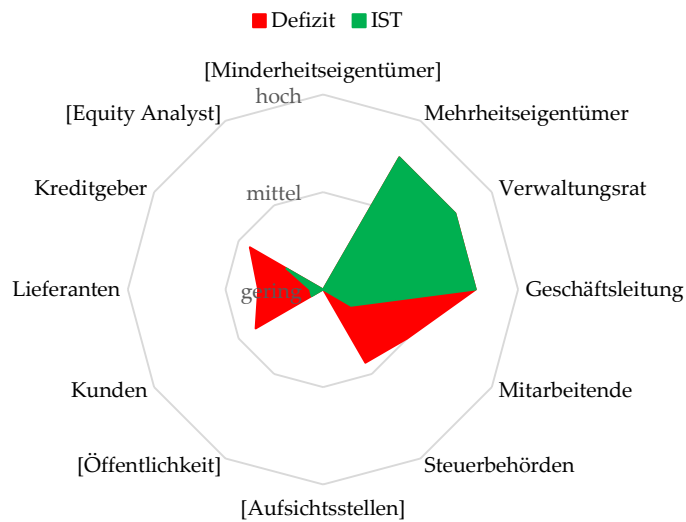 Defizit IST
[Minderheitseigentümer]
hoch
[Equity Analyst]
Mehrheitseigentümer
Kreditgeber
mittel
Verwaltungsrat
Lieferanten
gering
Geschäftsleitung
Kunden
Mitarbeitende
[Öffentlichkeit]
Steuerbehörden
[Aufsichtsstellen]